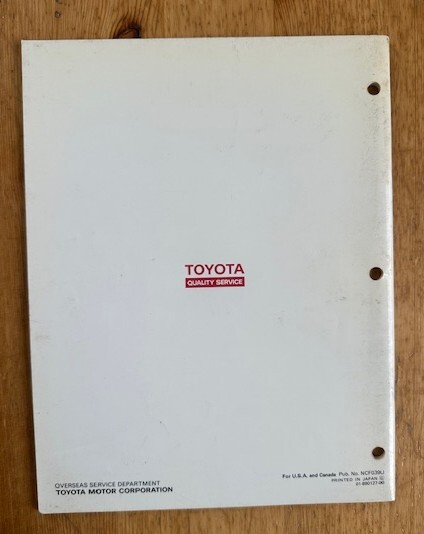 TOYOTA
QUALITY SERVICE
For U.S.A. and Canada Pub. No. NCF039U
PRINTED IN JAPAN
OVERSEAS SERVICE DEPARTMENT
TOYOTA MOTOR CORPORATION